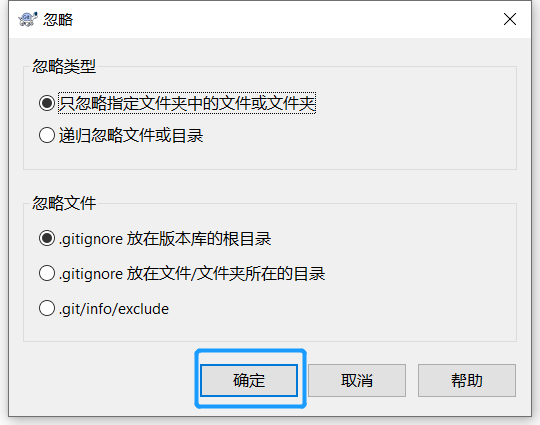 忽略
忽略类型
只忽略指定文件夹中的文件或文件夹
递归忽略文件或目录
忽略文件
.gitignore 放在版本库的根目录
.gitignore 放在文件/文件夹所在的目录
.git/info/exclude
确定 取消 帮助